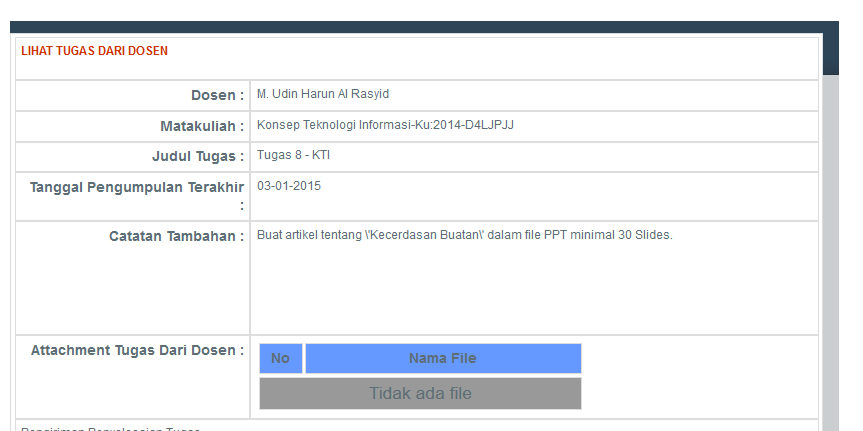 LIHAT TUGAS DARI DOSEN
Dosen : M. Udin Harun Al Rasyid
Matakuliah : Konsep Teknologi Informasi-Ku:2014-D4LJPJJ
Judul Tugas : Tugas 8 - KTI
Tanggal Pengumpulan Terakhir : 03-01-2015
Catatan Tambahan : Buat artikel tentang \'Kecerdasan Buatan\' dalam file PPT minimal 30 Slides.
Attachment Tugas Dari Dosen :
No Nama File
Tidak ada file